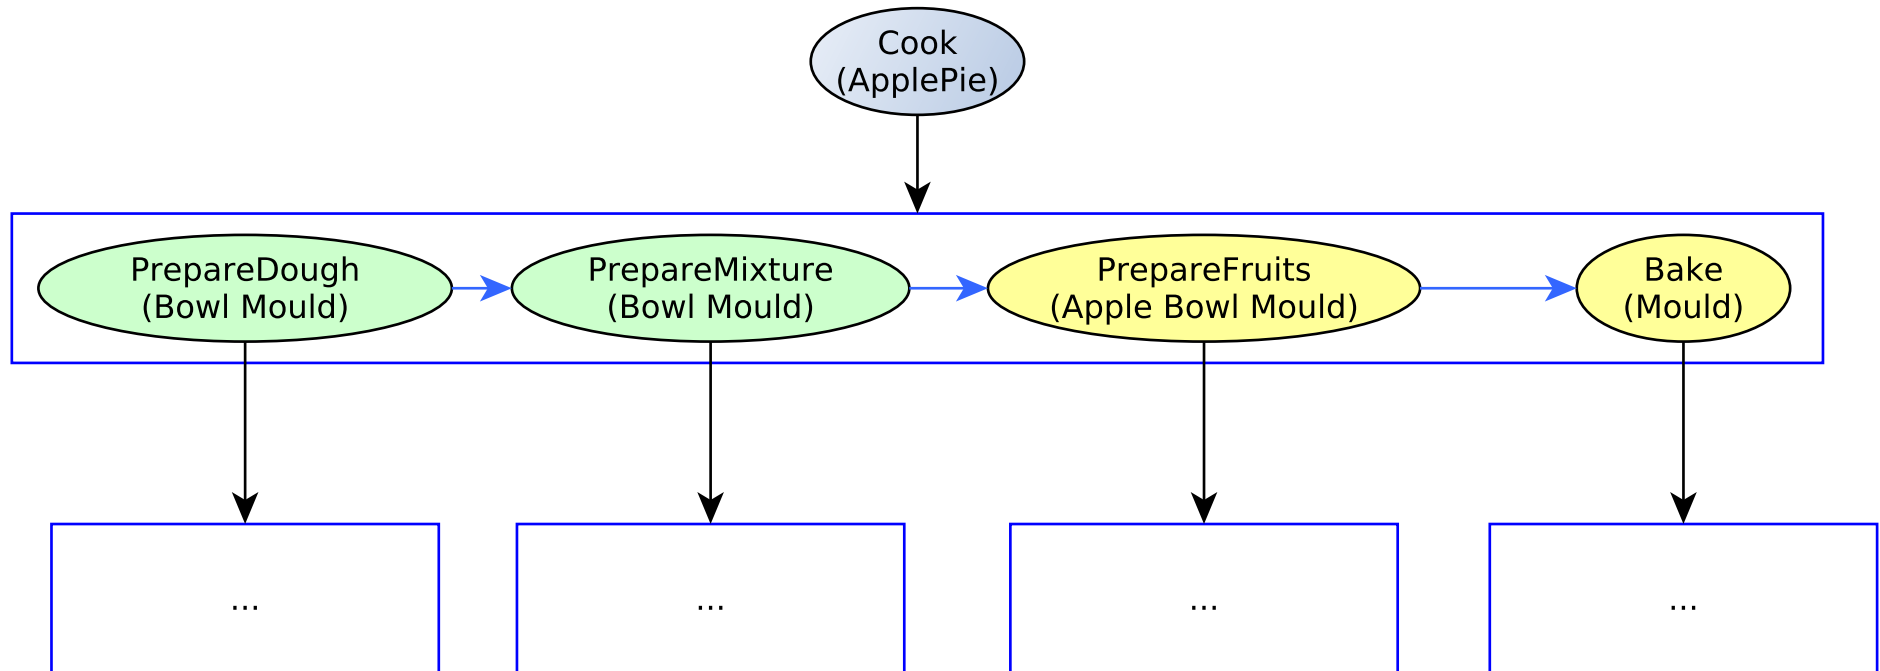 Cook
(ApplePie)
PrepareDough
(Bowl Mould)
PrepareMixture
(Bowl Mould)
PrepareFruits
(Apple Bowl Mould)
Bake
(Mould)
...
...
...
...